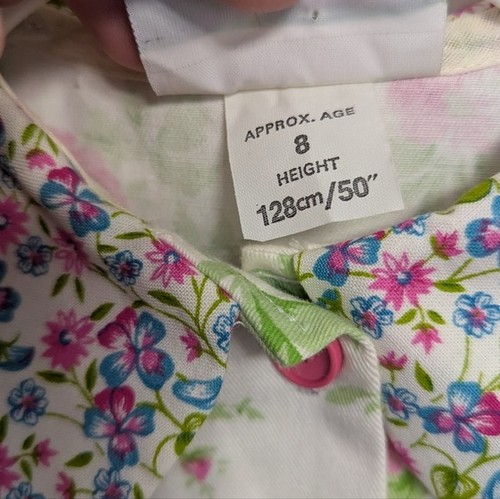 APPROX. AGE
8
HEIGHT
128cm/50"